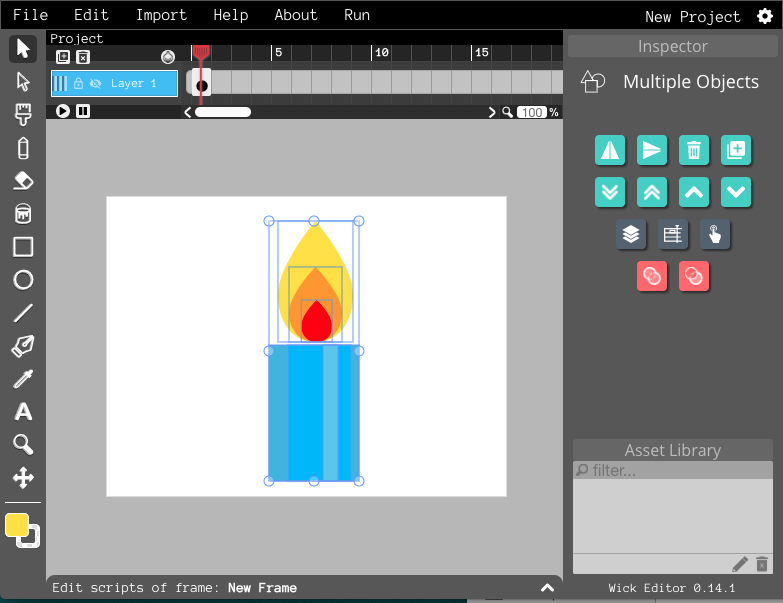 File Edit Import Help About Run New Project
Project
Inspector
5 10 15
Multiple Objects
Layer 1
100 %
A
Asset Library
filter...
Edit scripts of frame: New Frame
Wick Editor 0.14.1